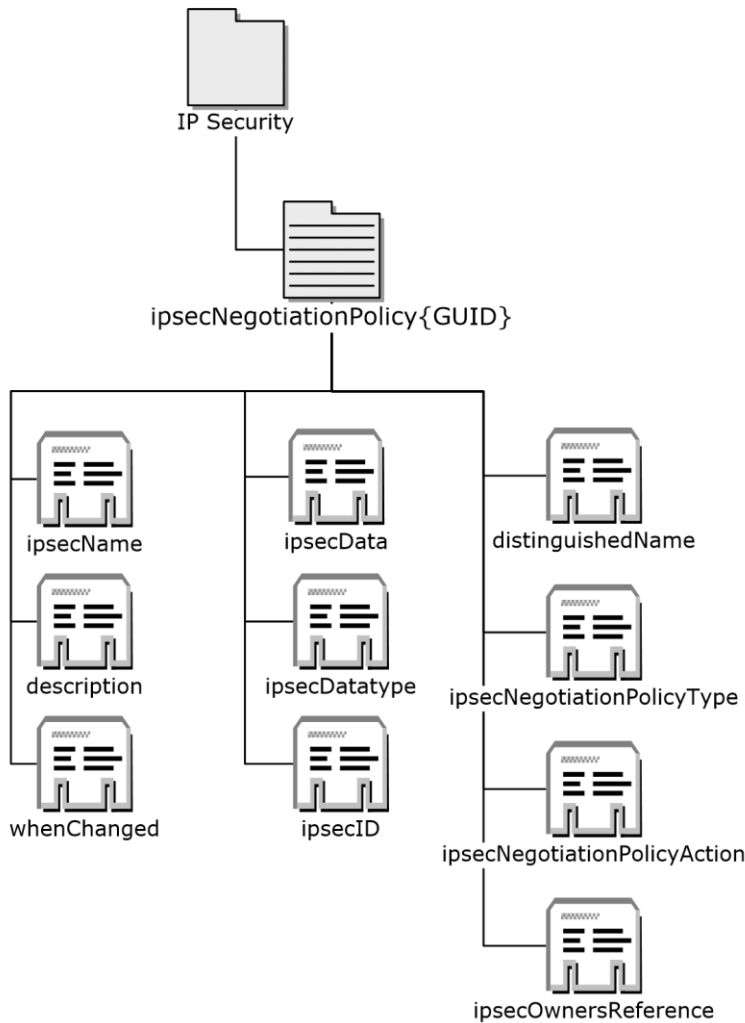 IP Security
ipsecNegotiationPolicy{GUID}
ipsecName
ipsecData
distinguishedName
description
ipsecDatatype
ipsecNegotiationPolicyType
whenChanged
ipsecID
ipsecNegotiationPolicyAction
ipsecOwnersReference